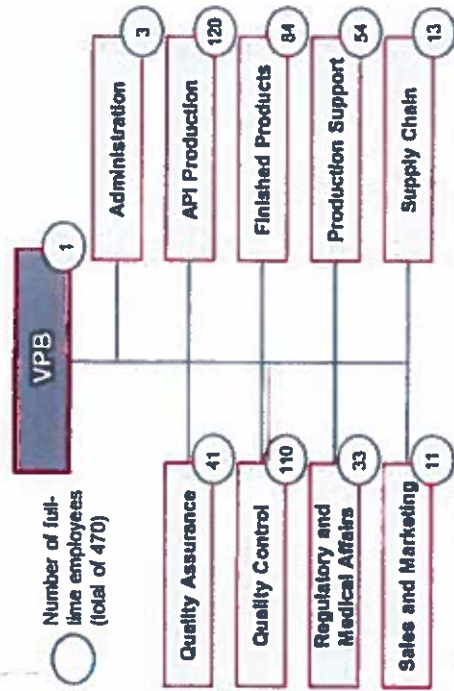 VPB
1
Number of full-
time employees
(total of 470)
Administration
3
Quality Assurance
41
API Production
120
Quality Control
110
Finished Products
84
Regulatory and
Medical Affairs
33
Production Support
54
Sales and Marketing
11
Supply Chain
13